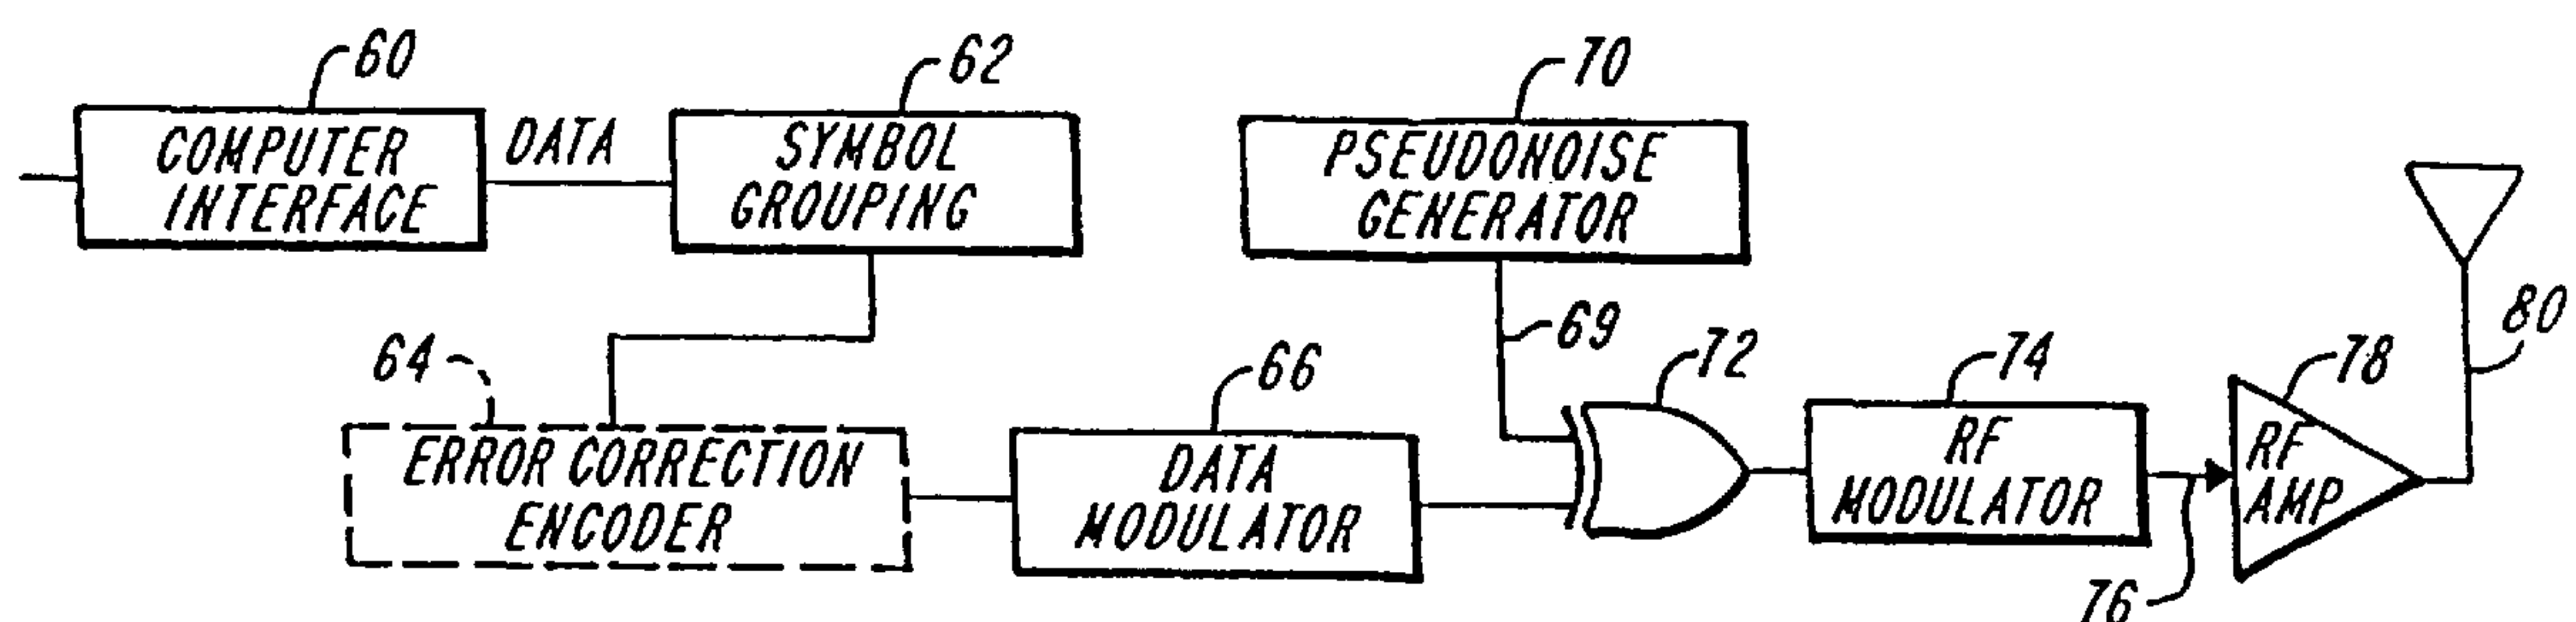 60
COMPUTER
INTERFACE
DATA
62
SYMBOL
GROUPING
70
PSEUDONOISE
GENERATOR
69
64
ERROR CORRECTION
ENCODER
66
DATA
MODULATOR
72
74
RF
MODULATOR
76
78
RF
AMP
80